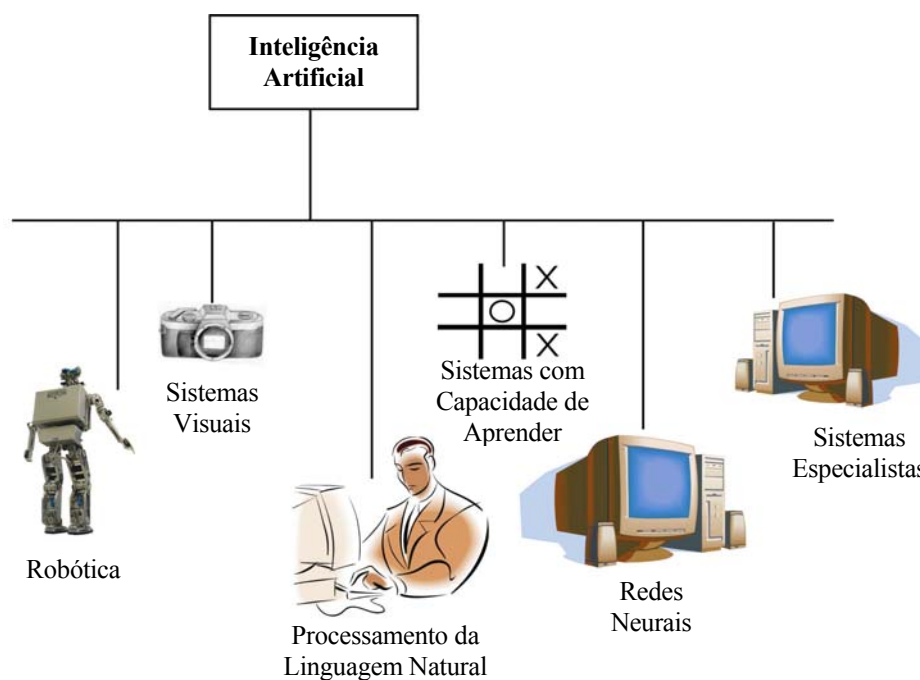 Inteligência
Artificial
Sistemas
Visuais
Sistemas com
Capacidade de
Aprender
Sistemas
Especialistas
Robótica
Redes
Neurais
Processamento da
Linguagem Natural